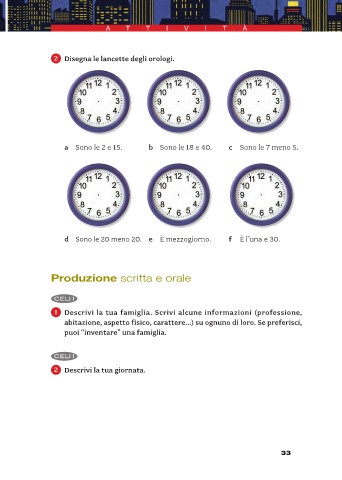 ATTIVITÀ
2 Disegna le lancette degli orologi.
12 1 2 3 4 5 6 7 8 9 10 11
12 1 2 3 4 5 6 7 8 9 10 11
12 1 2 3 4 5 6 7 8 9 10 11
a Sono le 2 e 15. b Sono le 18 e 40. c Sono le 7 meno 5.
12 1 2 3 4 5 6 7 8 9 10 11
12 1 2 3 4 5 6 7 8 9 10 11
12 1 2 3 4 5 6 7 8 9 10 11
d Sono le 20 meno 20. e È mezzogiorno. f È l'una e 30.
Produzione scritta e orale
CELI 1
1 Descrivi la tua famiglia. Scrivi alcune informazioni (professione,
abitazione, aspetto fisico, carattere...) su ognuno di loro. Se preferisci,
puoi "inventare" una famiglia.
CELI 1
2 Descrivi la tua giornata.
33